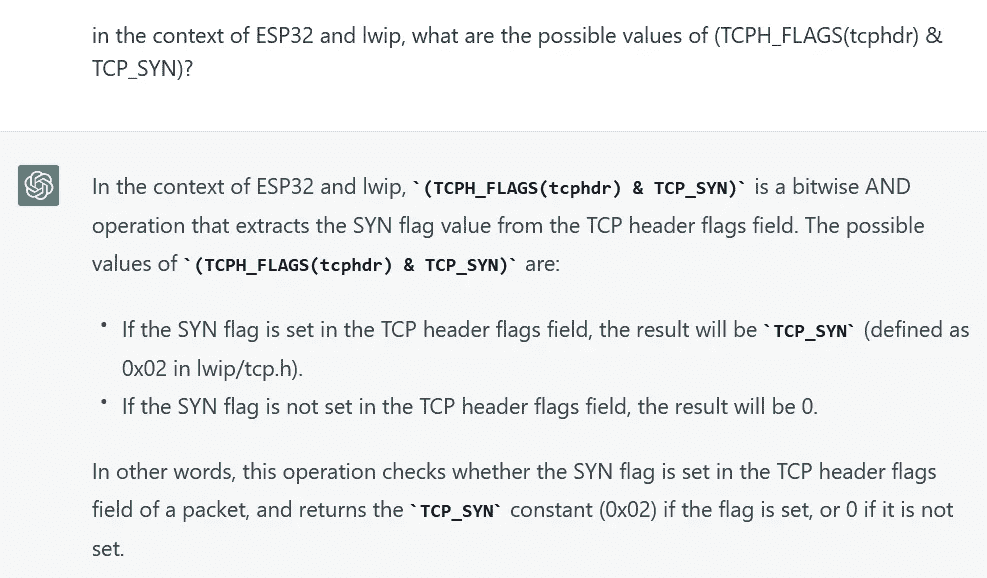 in the context of ESP32 and lwip, what are the possible values of (TCPH_FLAGS(tcphdr) &
TCP_SYN)?
In the context of ESP32 and lwip, `(TCPH_FLAGS(tcphdr) & TCP_SYN)` is a bitwise AND
operation that extracts the SYN flag value from the TCP header flags field. The possible
values of `(TCPH_FLAGS(tcphdr) & TCP_SYN)` are:
• If the SYN flag is set in the TCP header flags field, the result will be `TCP_SYN` (defined as
0x02 in lwip/tcp.h).
• If the SYN flag is not set in the TCP header flags field, the result will be 0.
In other words, this operation checks whether the SYN flag is set in the TCP header flags
field of a packet, and returns the `TCP_SYN` constant (0x02) if the flag is set, or 0 if it is not
set.